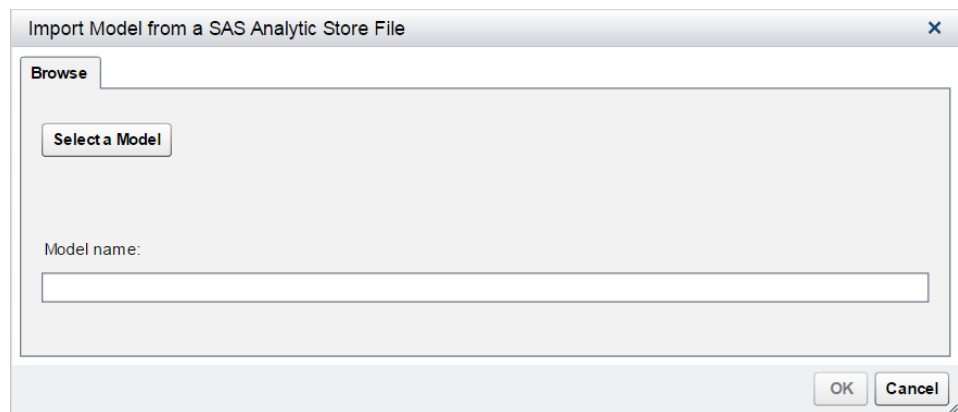 Import Model from a SAS Analytic Store File
Browse
Select a Model
Model name:
OK Cancel